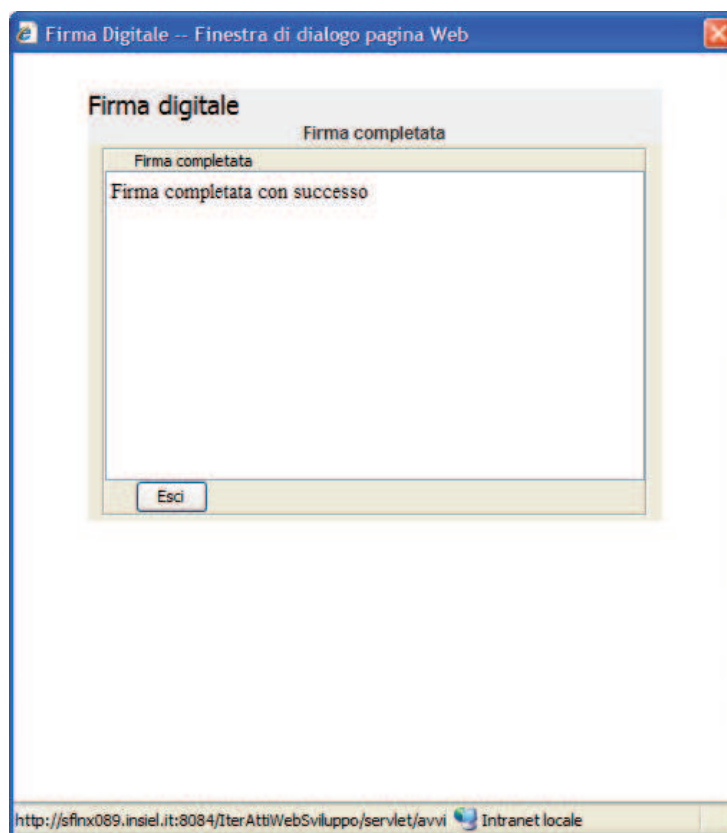 Firma Digitale -- Finestra di dialogo pagina Web
Firma digitale
Firma completata
Firma completata
Firma completata con successo
Esci
http://sflnx089.insiel.it:8084/IterAttiWebSviluppo/servlet/avvi Intranet locale